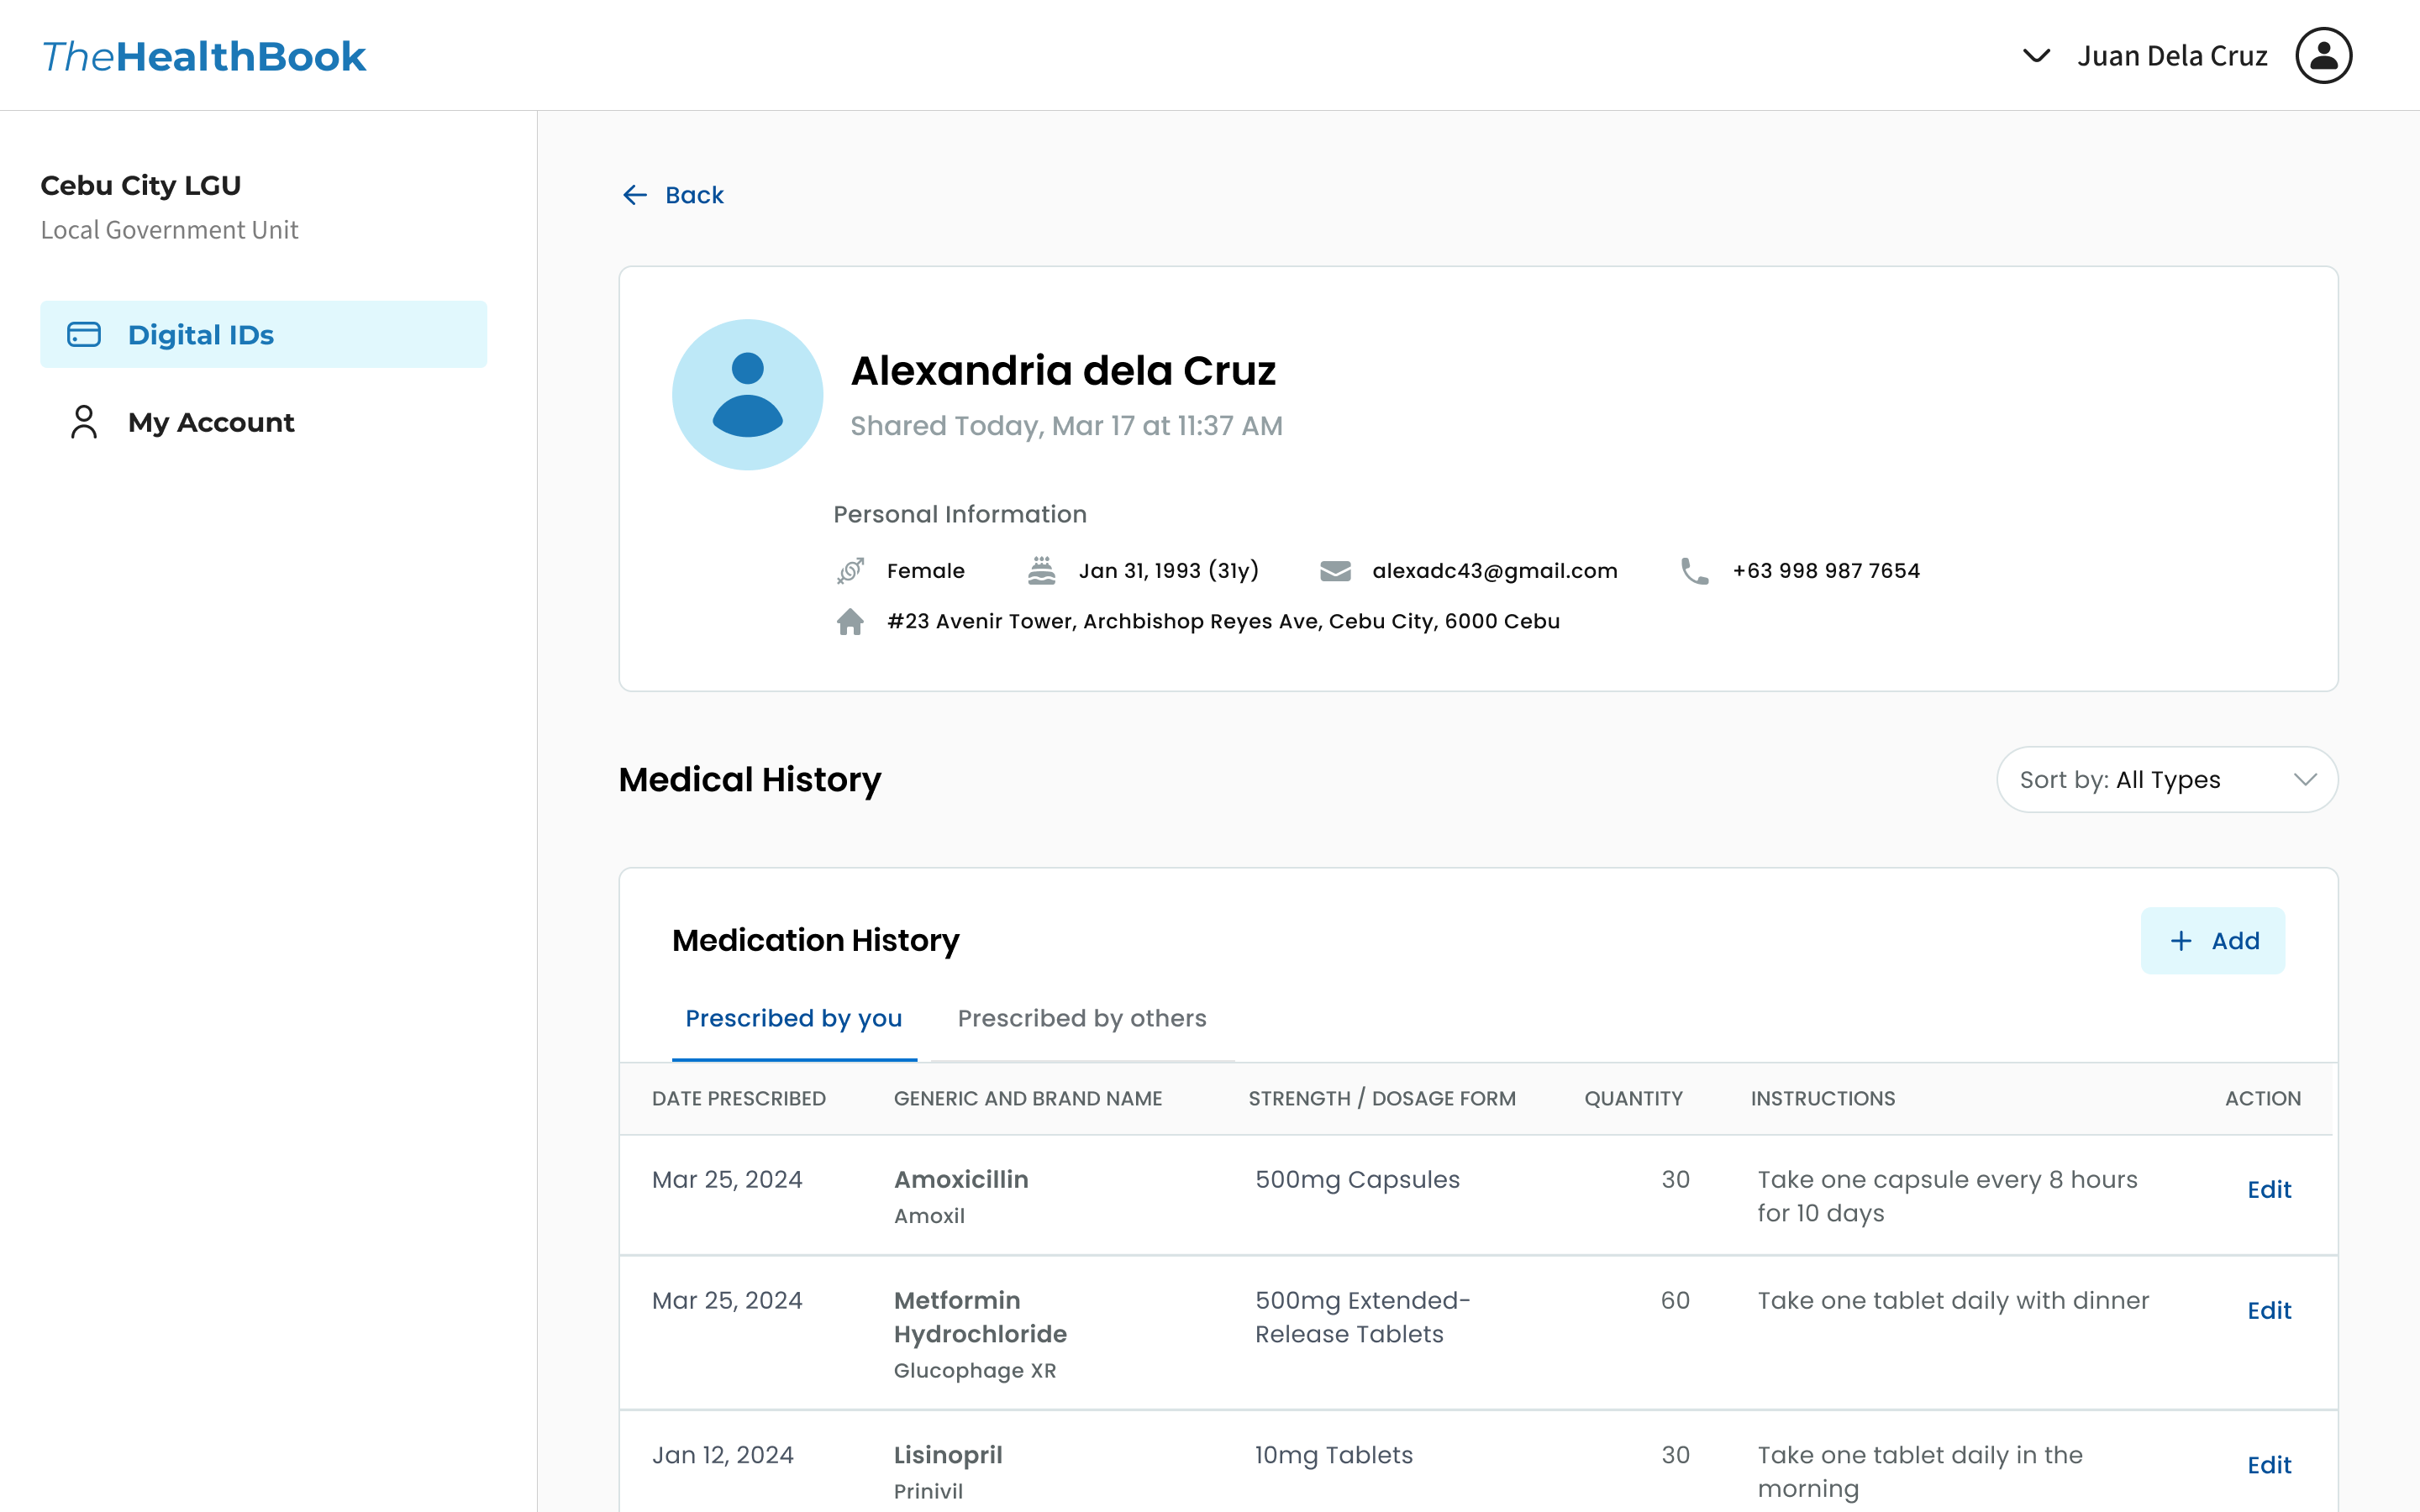 TheHealthBook
Juan Dela Cruz
Cebu City LGU
Local Government Unit
Digital IDs
My Account
Back
Alexandria dela Cruz
Shared Today, Mar 17 at 11:37 AM
Personal Information
Female
Jan 31, 1993 (31y)
alexadc43@gmail.com
+63 998 987 7654
#23 Avenir Tower, Archbishop Reyes Ave, Cebu City, 6000 Cebu
Medical History
Sort by: All Types
Medication History
+ Add
Prescribed by you
Prescribed by others
DATE PRESCRIBED
GENERIC AND BRAND NAME
STRENGTH / DOSAGE FORM
QUANTITY
INSTRUCTIONS
ACTION
Mar 25, 2024
Amoxicillin
Amoxil
500mg Capsules
30
Take one capsule every 8 hours
for 10 days
Edit
Mar 25, 2024
Metformin
Hydrochloride
Glucophage XR
500mg Extended-
Release Tablets
60
Take one tablet daily with dinner
Edit
Jan 12, 2024
Lisinopril
Prinivil
10mg Tablets
30
Take one tablet daily in the
morning
Edit